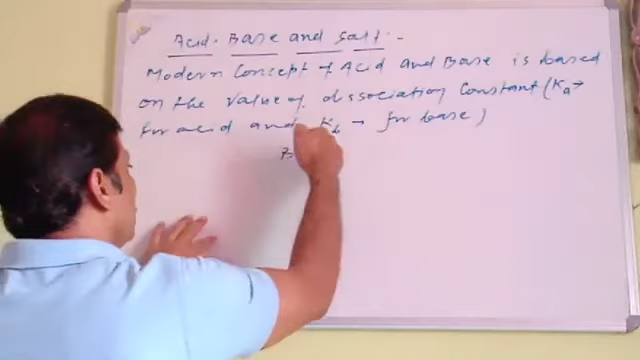 Acid. Base and Salt :-
Modern Concept of Acid and Base is based
on the value of dissociation Constant (Ka →
for acid and Kb → for base)